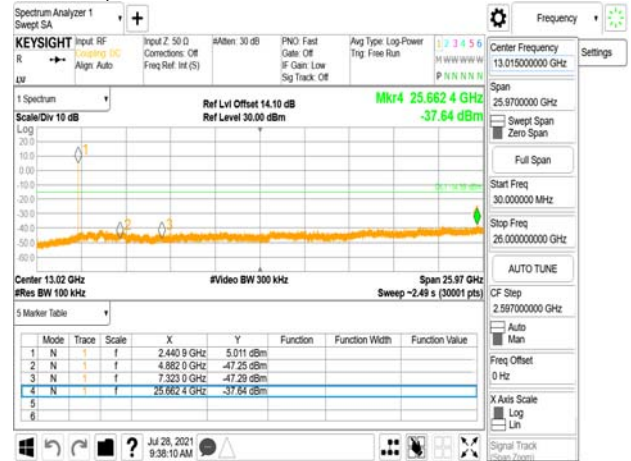 Spectrum Analyzer 1
Swept SA
+
Frequency
KEYSIGHT
R
Input: RF
Coupling: DC
Align: Auto
Input Z: 50 Ω
Corrections: Off
Freq Ref: Int (S)
#Atten: 30 dB
PNO: Fast
Gate: Off
IF Gain: Low
Sig Track: Off
Avg Type: Log-Power
Trig: Free Run
1 2 3 4 5 6
M W W W W W
P N N N N N
Center Frequency
13.015000000 GHz
Settings
Span
25.9700000 GHz
Swept Span
Zero Span
Full Span
Start Freq
30.000000 MHz
Stop Freq
26.000000000 GHz
AUTO TUNE
CF Step
2.597000000 GHz
Auto
Man
Freq Offset
0 Hz
X Axis Scale
Log
Lin
Signal Track
(Span Zoom)
1 Spectrum
Scale/Div 10 dB
Ref Lvl Offset 14.10 dB
Ref Level 30.00 dBm
Mkr4 25.662 4 GHz
-37.64 dBm
Log
20.0
10.0
0.00
-10.0
-20.0
-30.0
-40.0
-50.0
-60.0
1
2
3
Center 13.02 GHz
#Res BW 100 kHz
#Video BW 300 kHz
Span 25.97 GHz
Sweep ~2.49 s (30001 pts)
5 Marker Table
Mode Trace Scale X Y Function Function Width Function Value
1 N 1 f 2.440 9 GHz 5.011 dBm
2 N 1 f 4.882 0 GHz -47.25 dBm
3 N 1 f 7.323 0 GHz -47.29 dBm
4 N 1 f 25.662 4 GHz -37.64 dBm
5
6
?
Jul 28, 2021
9:38:10 AM